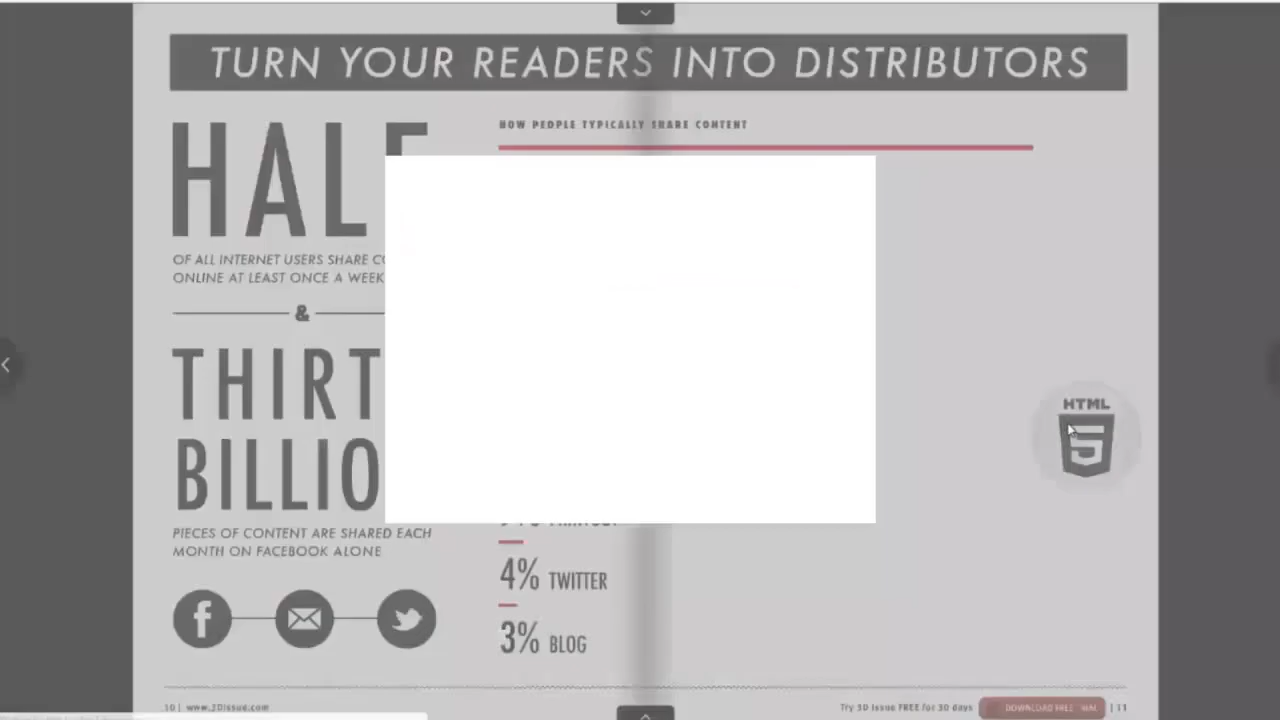 TURN YOUR READERS INTO DISTRIBUTORS
HALF
OF ALL INTERNET USERS SHARE
ONLINE AT LEAST ONCE A WEEK
&
THIRT
BILLIO
PIECES OF CONTENT ARE SHARED EACH
MONTH ON FACEBOOK ALONE
HOW PEOPLE TYPICALLY SHARE CONTENT
4% TWITTER
3% BLOG
HTML
5
10 | www.3Dissue.com
Try 3D Issue FREE for 30 days
DOWNLOAD FREE
| 11